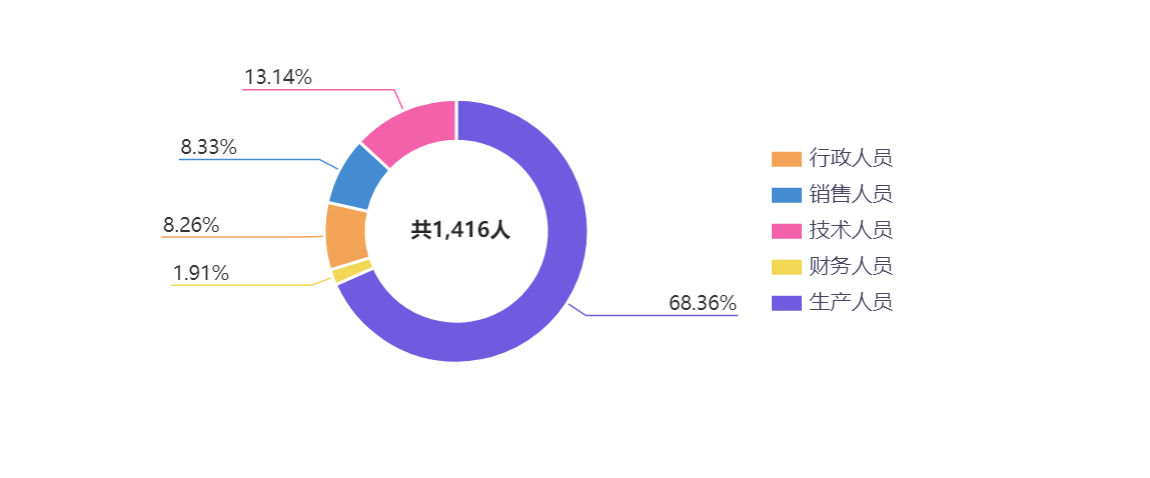 13.14%
8.33%
8.26%
1.91%
共1,416人
68.36%
行政人员
销售人员
技术人员
财务人员
生产人员